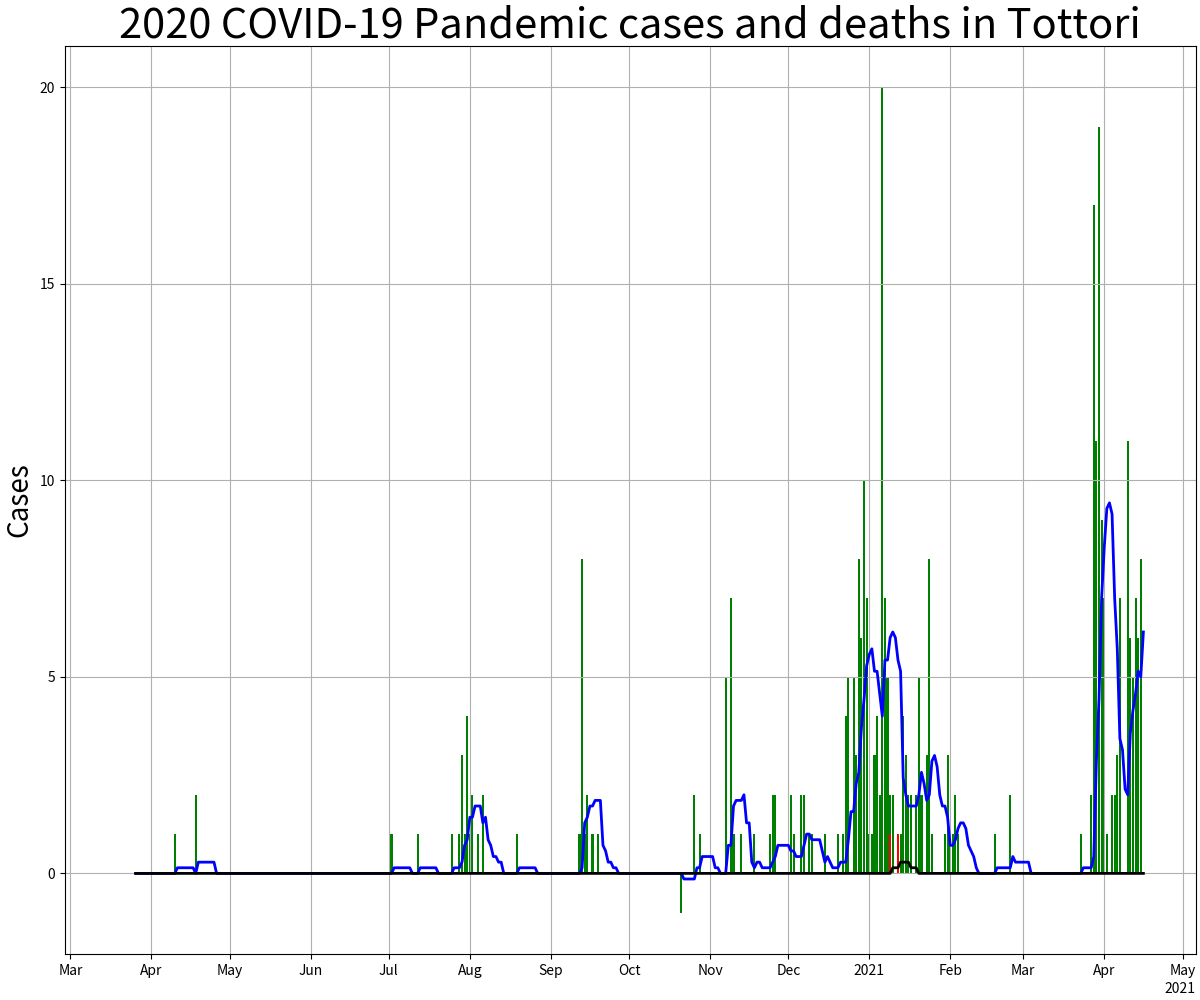 2020 COVID-19 Pandemic cases and deaths in Tottori
Cases
20
15
10
5
0
Mar Apr May Jun Jul Aug Sep Oct Nov Dec 2021 Feb Mar Apr May
2021